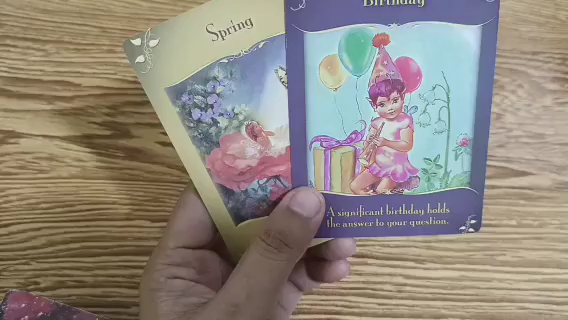 Spring
Birthday
A significant birthday holds
the answer to your question.